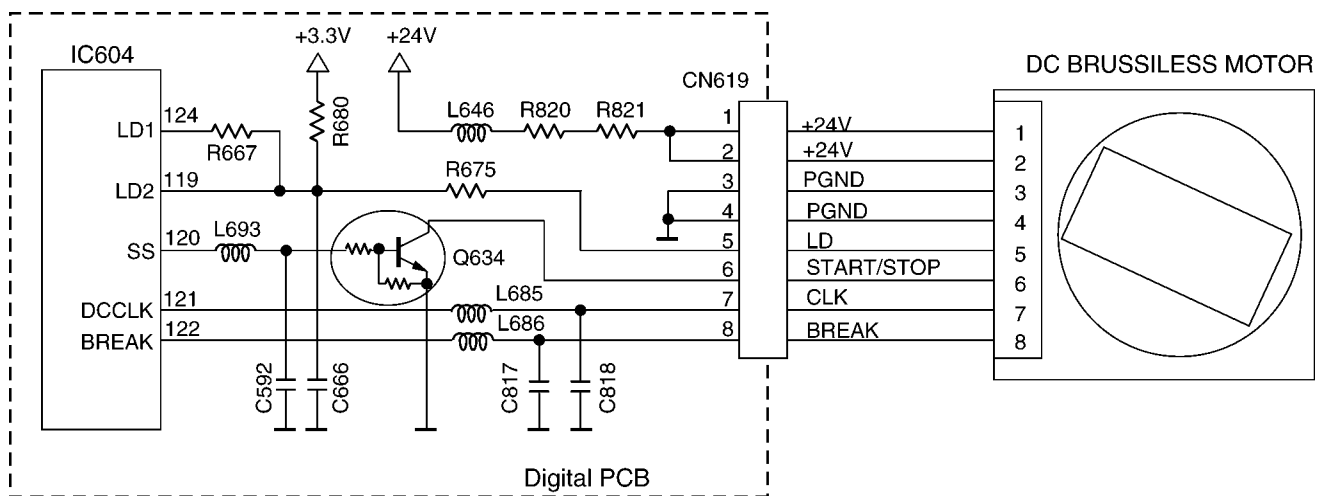 +3.3V
+24V
IC604
CN619
DC BRUSSILESS MOTOR
LD1
124
R667
R680
L646
R820
R821
1
+24V
1
2
+24V
2
LD2
119
R675
3
PGND
3
4
PGND
4
SS
120
L693
Q634
5
LD
5
6
START/STOP
6
DCCLK
121
L685
7
CLK
7
BREAK
122
L686
8
BREAK
8
C592
C666
C817
C818
Digital PCB